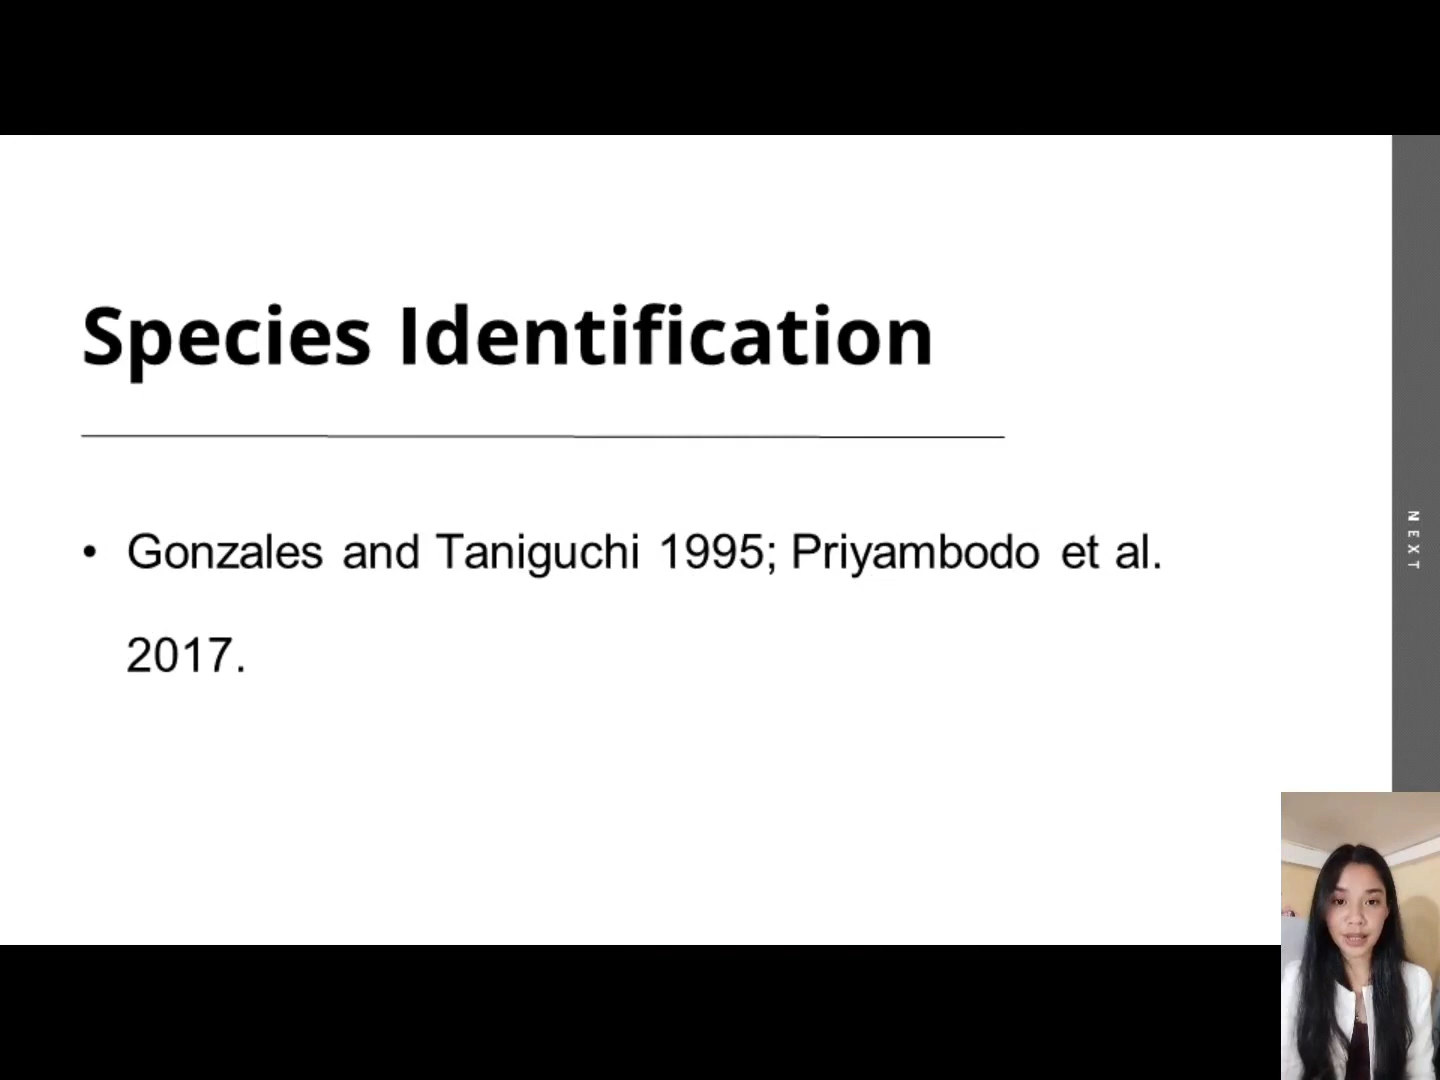 Species Identification
• Gonzales and Taniguchi 1995; Priyambodo et al.
2017.
NEXT